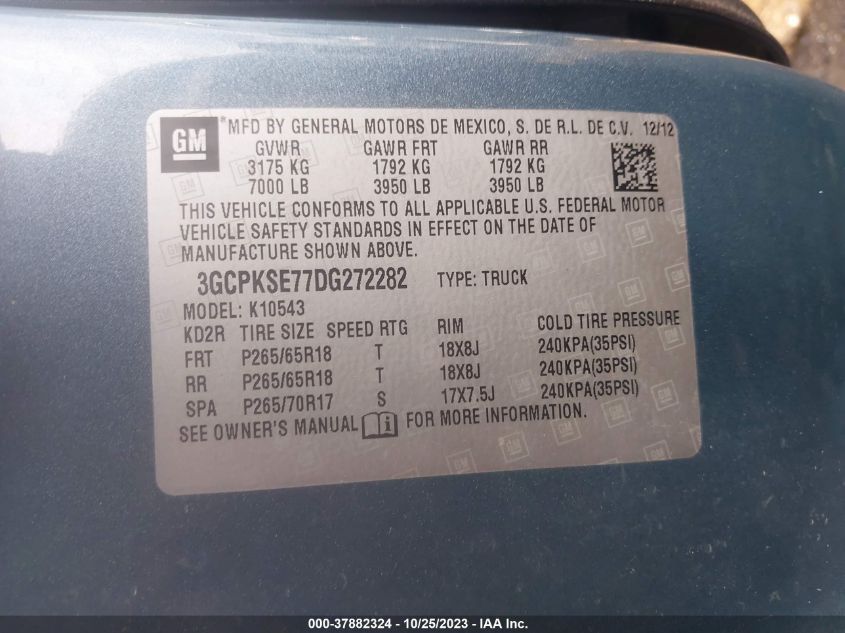 GM *MFD BY GENERAL MOTORS DE MEXICO, S. DE R.L. DE C.V. 12/12
GVWR GAWR FRT GAWR RR
3175 KG 1792 KG 1792 KG
7000 LB 3950 LB 3950 LB
THIS VEHICLE CONFORMS TO ALL APPLICABLE U.S. FEDERAL MOTOR
VEHICLE SAFETY STANDARDS IN EFFECT ON THE DATE OF
MANUFACTURE SHOWN ABOVE.
3GCPKSE77DG272282 TYPE: TRUCK
MODEL: K10543
KD2R TIRE SIZE SPEED RTG RIM COLD TIRE PRESSURE
FRT P265/65R18 T 18X8J 240KPA(35PSI)
RR P265/65R18 T 18X8J 240KPA(35PSI)
SPA P265/70R17 S 17X7.5J 240KPA(35PSI)
SEE OWNER'S MANUAL i FOR MORE INFORMATION.
000-37882324 - 10/25/2023 - IAA Inc.